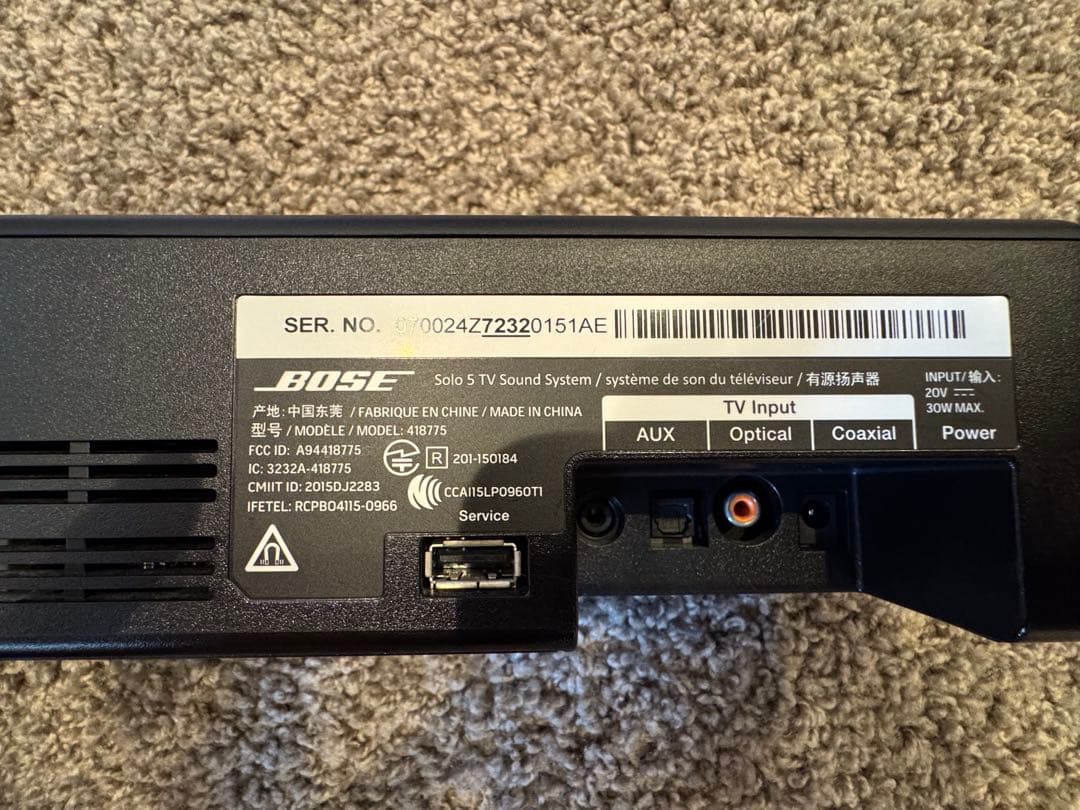 SER. NO. 070024Z72320151AE
BOSE Solo 5 TV Sound System / système de son du téléviseur / 有源扬声器
产地: 中国东莞 / FABRIQUE EN CHINE / MADE IN CHINA
型号 / MODÈLE / MODEL: 418775
FCC ID: A94418775
IC: 3232A-418775
CMIIT ID: 2015DJ2283
IFETEL: RCPBO4115-0966
R 201-150184
CCAI15LP0960T1
Service
TV Input
AUX Optical Coaxial
INPUT/输入:
20V
30W MAX.
Power